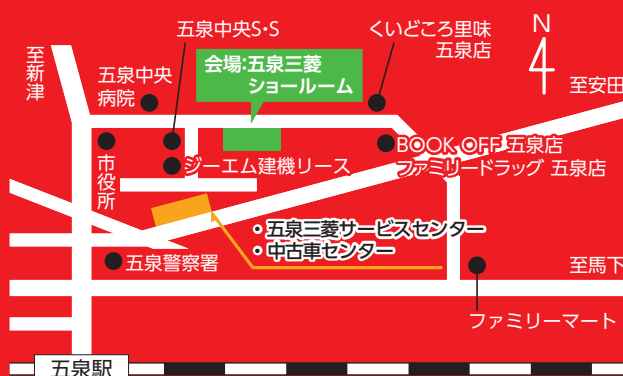 五泉中央S・S
くいどころ里味
五泉店
N
至新津
会場:五泉三菱
ショールーム
五泉中央
病院
至安田
BOOK OFF 五泉店
ファミリードラッグ 五泉店
市役所
ジーエム建機リース
・五泉三菱サービスセンター
・中古車センター
五泉警察署
至馬下
ファミリーマート
五泉駅